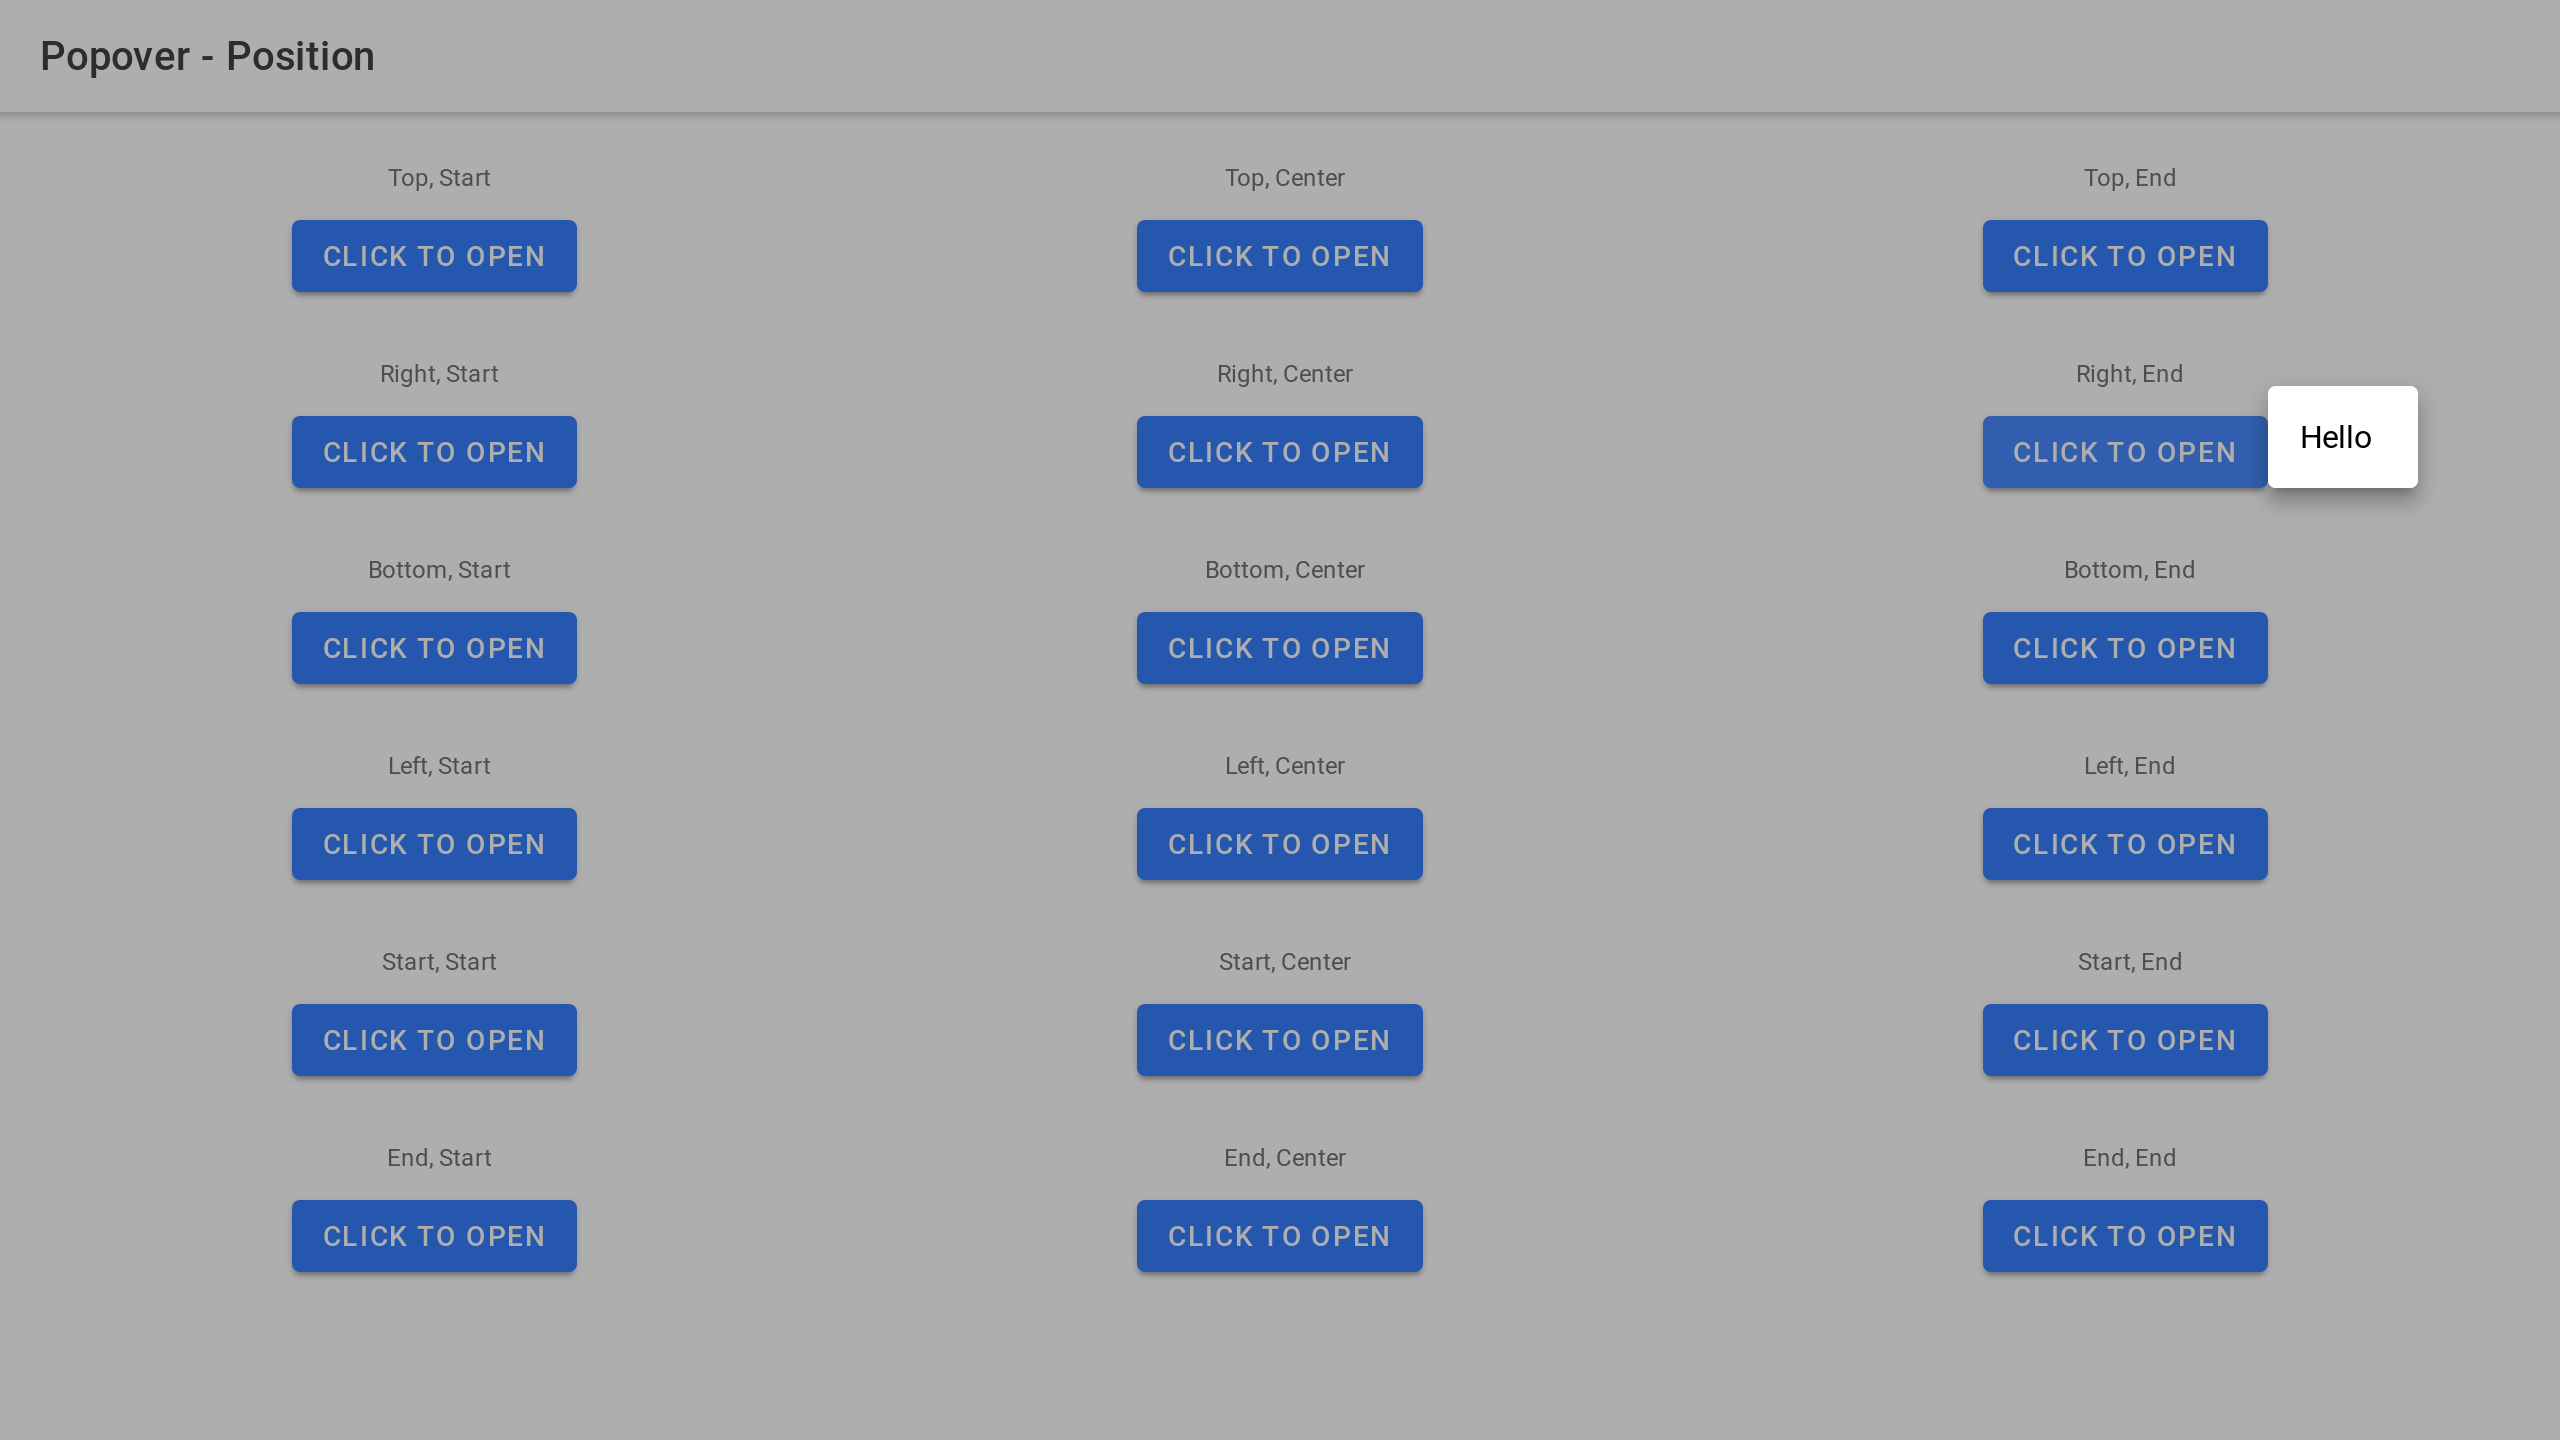 Popover - Position
Top, Start
Top, Center
Top, End
CLICK TO OPEN
CLICK TO OPEN
CLICK TO OPEN
Right, Start
Right, Center
Right, End
CLICK TO OPEN
CLICK TO OPEN
CLICK TO OPEN
Hello
Bottom, Start
Bottom, Center
Bottom, End
CLICK TO OPEN
CLICK TO OPEN
CLICK TO OPEN
Left, Start
Left, Center
Left, End
CLICK TO OPEN
CLICK TO OPEN
CLICK TO OPEN
Start, Start
Start, Center
Start, End
CLICK TO OPEN
CLICK TO OPEN
CLICK TO OPEN
End, Start
End, Center
End, End
CLICK TO OPEN
CLICK TO OPEN
CLICK TO OPEN